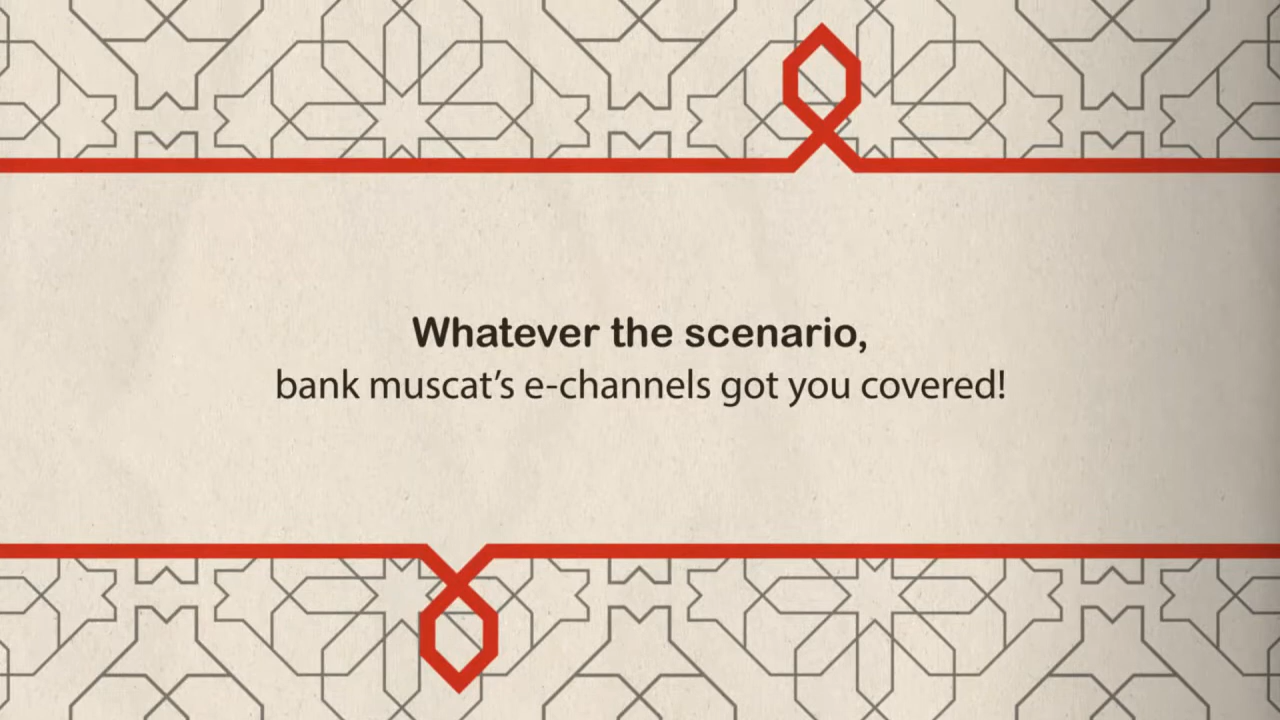 Whatever the scenario,
bank muscat’s e-channels got you covered!